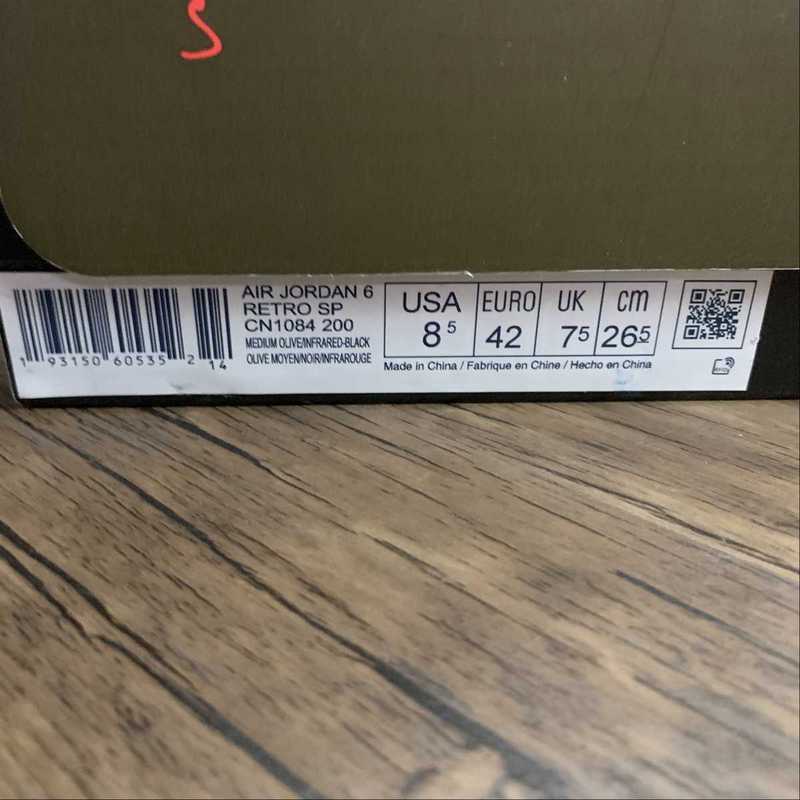 S
AIR JORDAN 6
RETRO SP
CN1084 200
MEDIUM OLIVE/INFRARED-BLACK
OLIVE MOYEN/NOIR/INFRAROUGE
1 93150 60535 2 14
USA
8 5
EURO
42
UK
7 5
cm
26 5
Made in China / Fabrique en Chine / Hecho en China